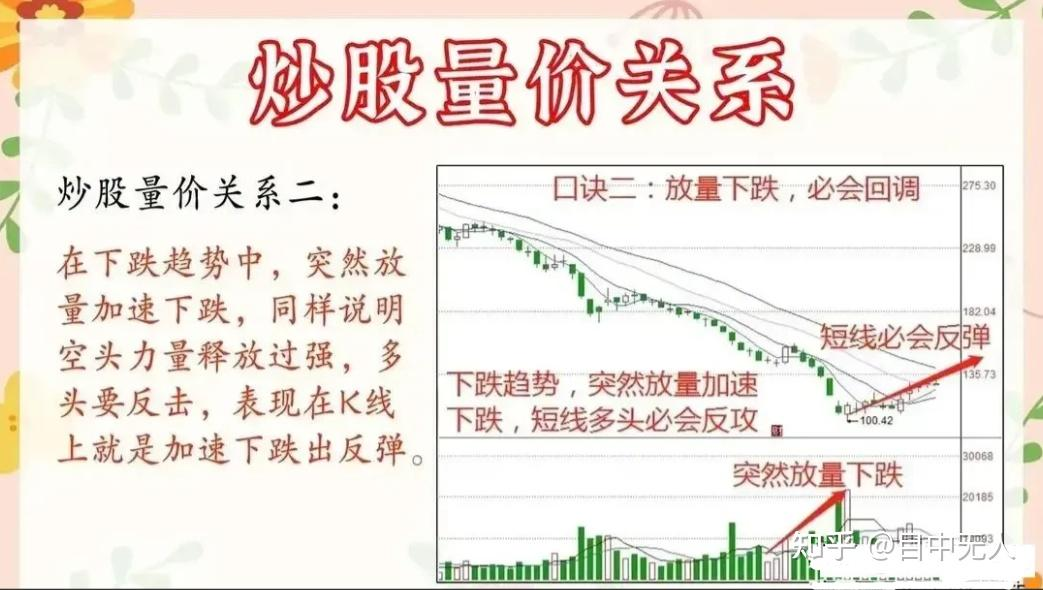 炒股量价关系
炒股量价关系二：
在下跌趋势中，突然放
量加速下跌，同样说明
空头力量释放过强，多
头要反击，表现在K线
上就是加速下跌出反弹。
口诀二：放量下跌，必会回调
275.30
228.99
182.04
短线必会反弹
135.73
下跌趋势，突然放量加速
下跌，短线多头必会反攻
100.42
30068
突然放量下跌
20185
知乎 @目中无人